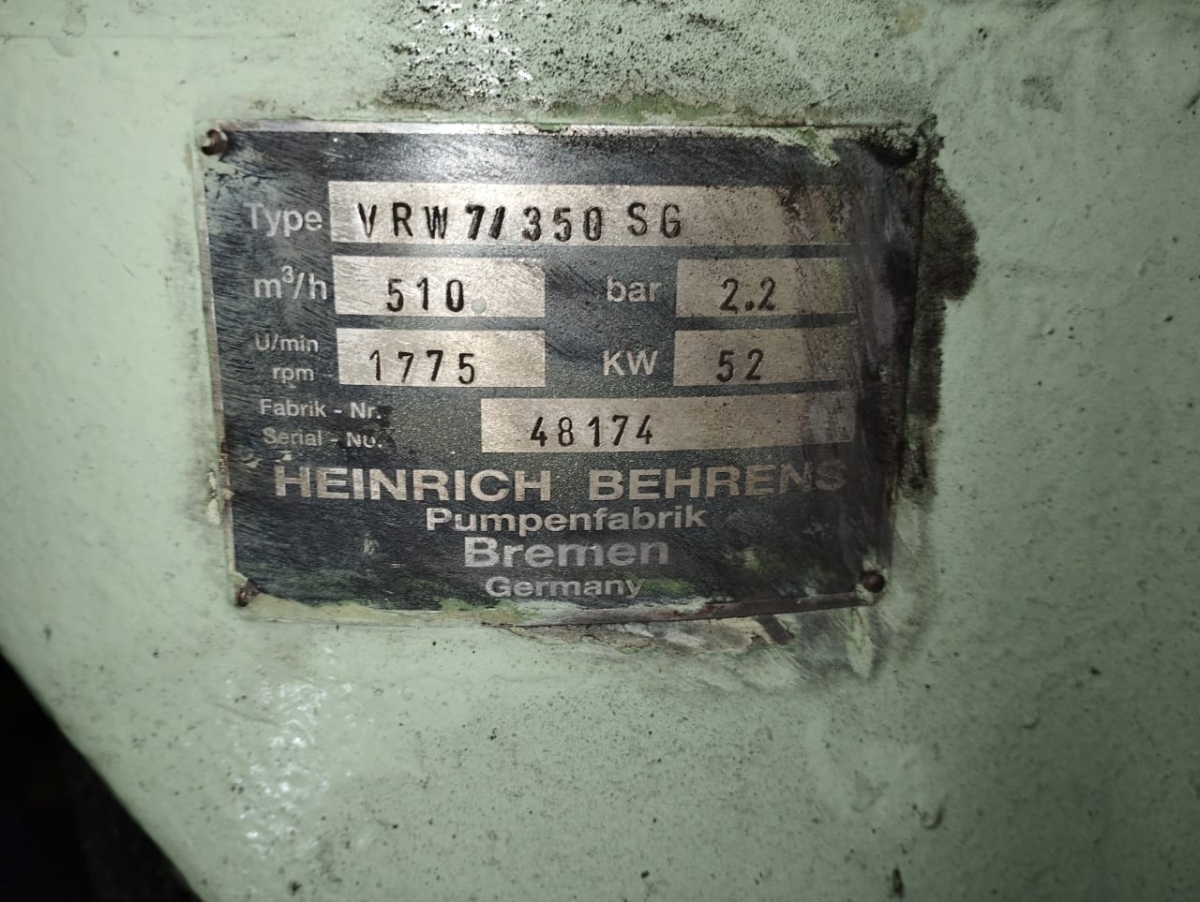 Type VRW 7/350 SG
m³/h 510 bar 2.2
U/min rpm 1775 KW 52
Fabrik - Nr.
Serial - No. 48174
HEINRICH BEHRENS
Pumpenfabrik
Bremen
Germany